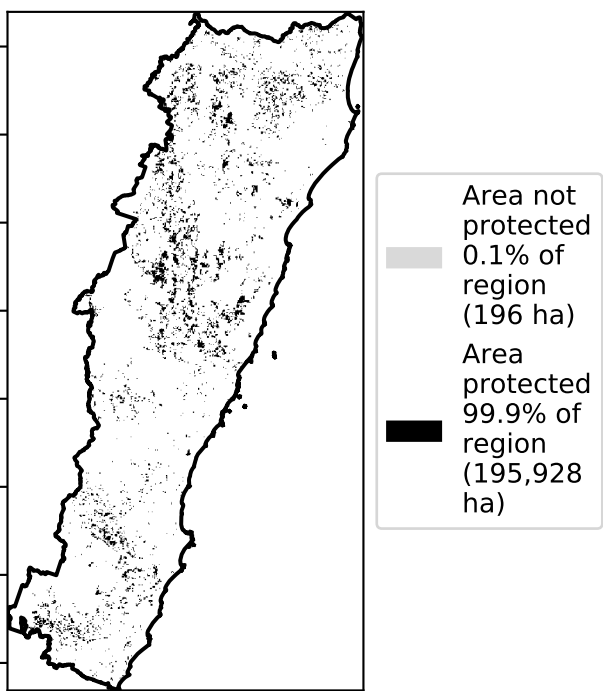 Area not
protected
0.1% of
region
(196 ha)
Area
protected
99.9% of
region
(195,928
ha)